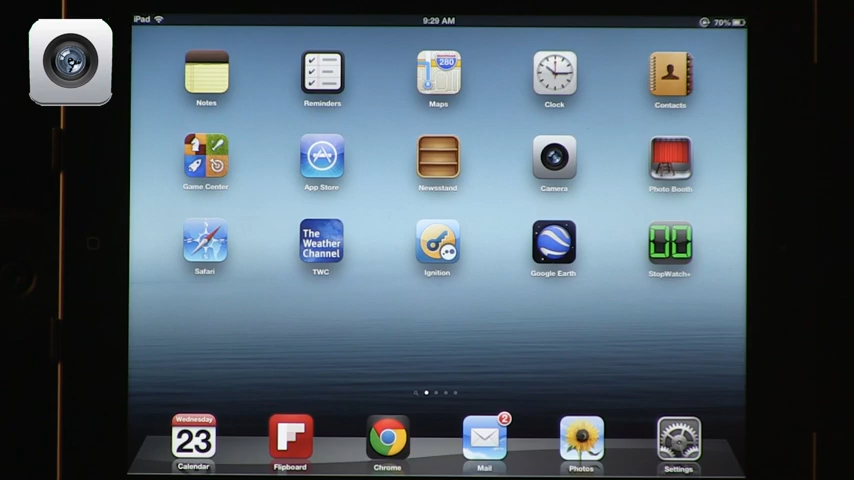 iPad
9:29 AM
70%
Notes
Reminders
280
Maps
Clock
Contacts
Game Center
App Store
Newsstand
Camera
Photo Booth
Safari
The
Weather
Channel
TWC
Ignition
Google Earth
00
StopWatch+
Wednesday
23
Calendar
Flipboard
Chrome
2
Mail
Photos
Settings